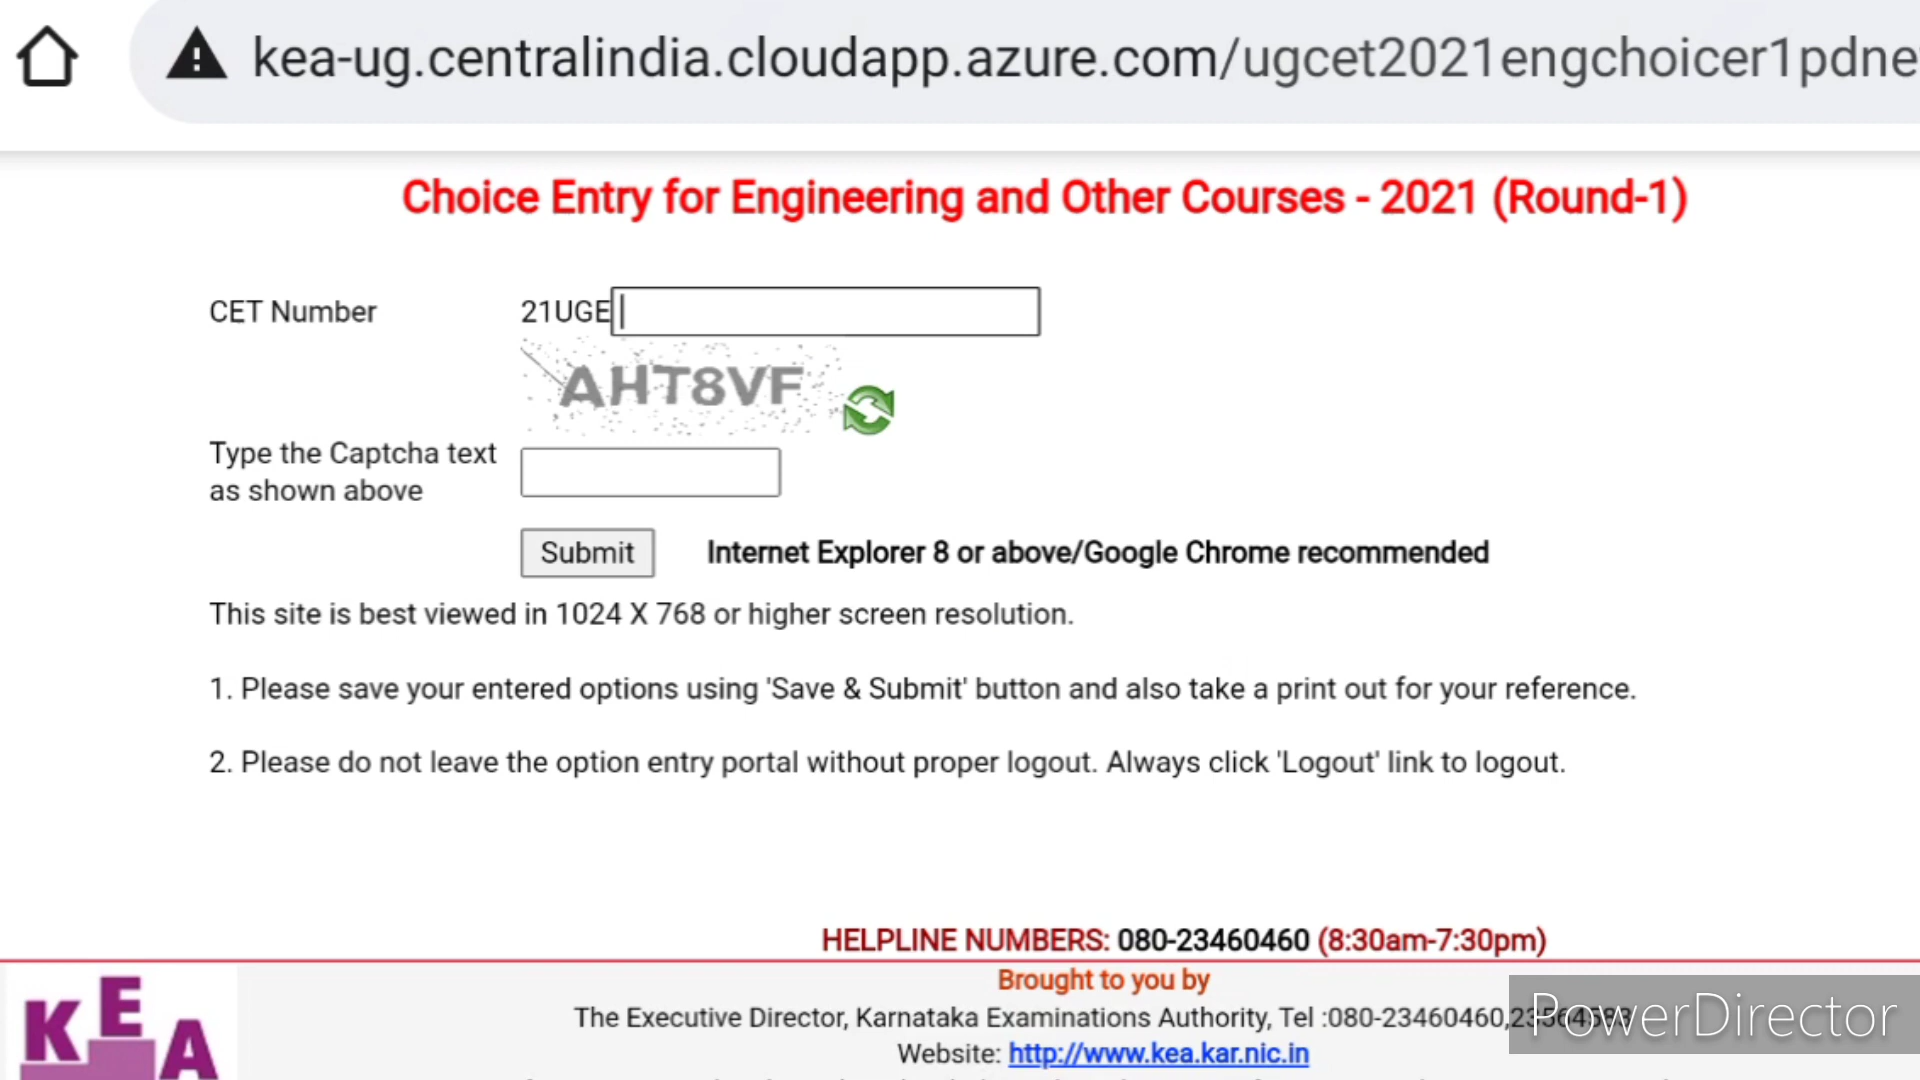 kea-ug.centralindia.cloudapp.azure.com/ugcet2021engchoicer1pdne
Choice Entry for Engineering and Other Courses - 2021 (Round-1)
CET Number 21UGE
AHT8VF
Type the Captcha text
as shown above
Submit Internet Explorer 8 or above/Google Chrome recommended
This site is best viewed in 1024 X 768 or higher screen resolution.
1. Please save your entered options using 'Save & Submit' button and also take a print out for your reference.
2. Please do not leave the option entry portal without proper logout. Always click 'Logout' link to logout.
HELPLINE NUMBERS: 080-23460460 (8:30am-7:30pm)
Brought to you by
The Executive Director, Karnataka Examinations Authority, Tel :080-23460460,
Website: http://www.kea.kar.nic.in
KEA
PowerDirector